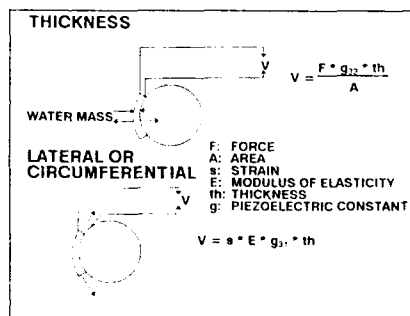 THICKNESS
V
V = F * g₂₂ * th
A
WATER MASS
LATERAL OR
CIRCUMFERENTIAL
V
F: FORCE
A: AREA
s: STRAIN
E: MODULUS OF ELASTICITY
th: THICKNESS
g: PIEZOELECTRIC CONSTANT
V = s * E * g₃₁ * th